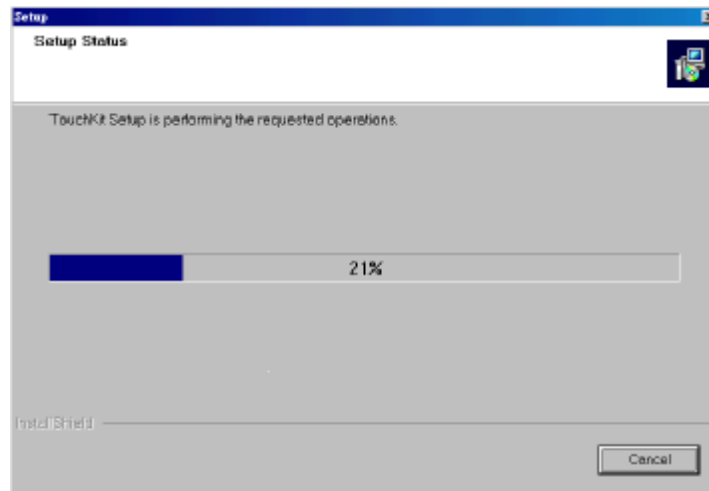 Setup
Setup Status
TouchKit Setup is performing the requested operations.
21%
InstallShield
Cancel